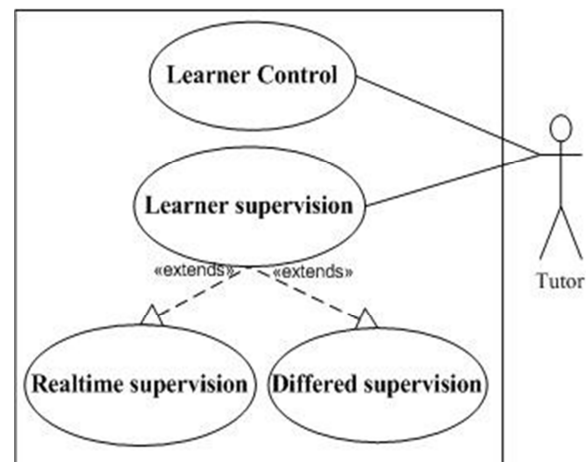 Learner Control
Learner supervision
«extends» «extends»
Tutor
Realtime supervision
Differed supervision